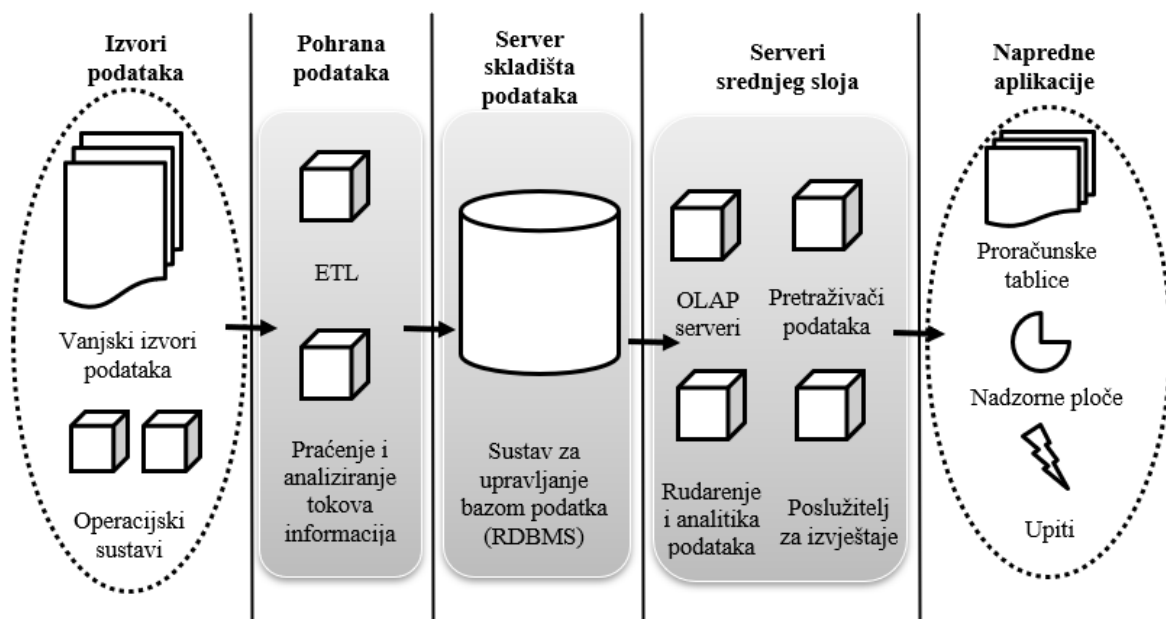 Izvori
podataka
Vanjski izvori
podataka
Operacijski
sustavi
Pohrana
podataka
ETL
Praćenje i
analiziranje
tokova
informacija
Server
skladišta
podataka
Sustav za
upravljanje
bazom podatka
(RDBMS)
Serveri
srednjeg sloja
OLAP
serveri
Pretraživači
podataka
Rudarenje
i analitika
podataka
Poslužitelj
za izvještaje
Napredne
aplikacije
Proračunske
tablice
Nadzorne ploče
Upiti